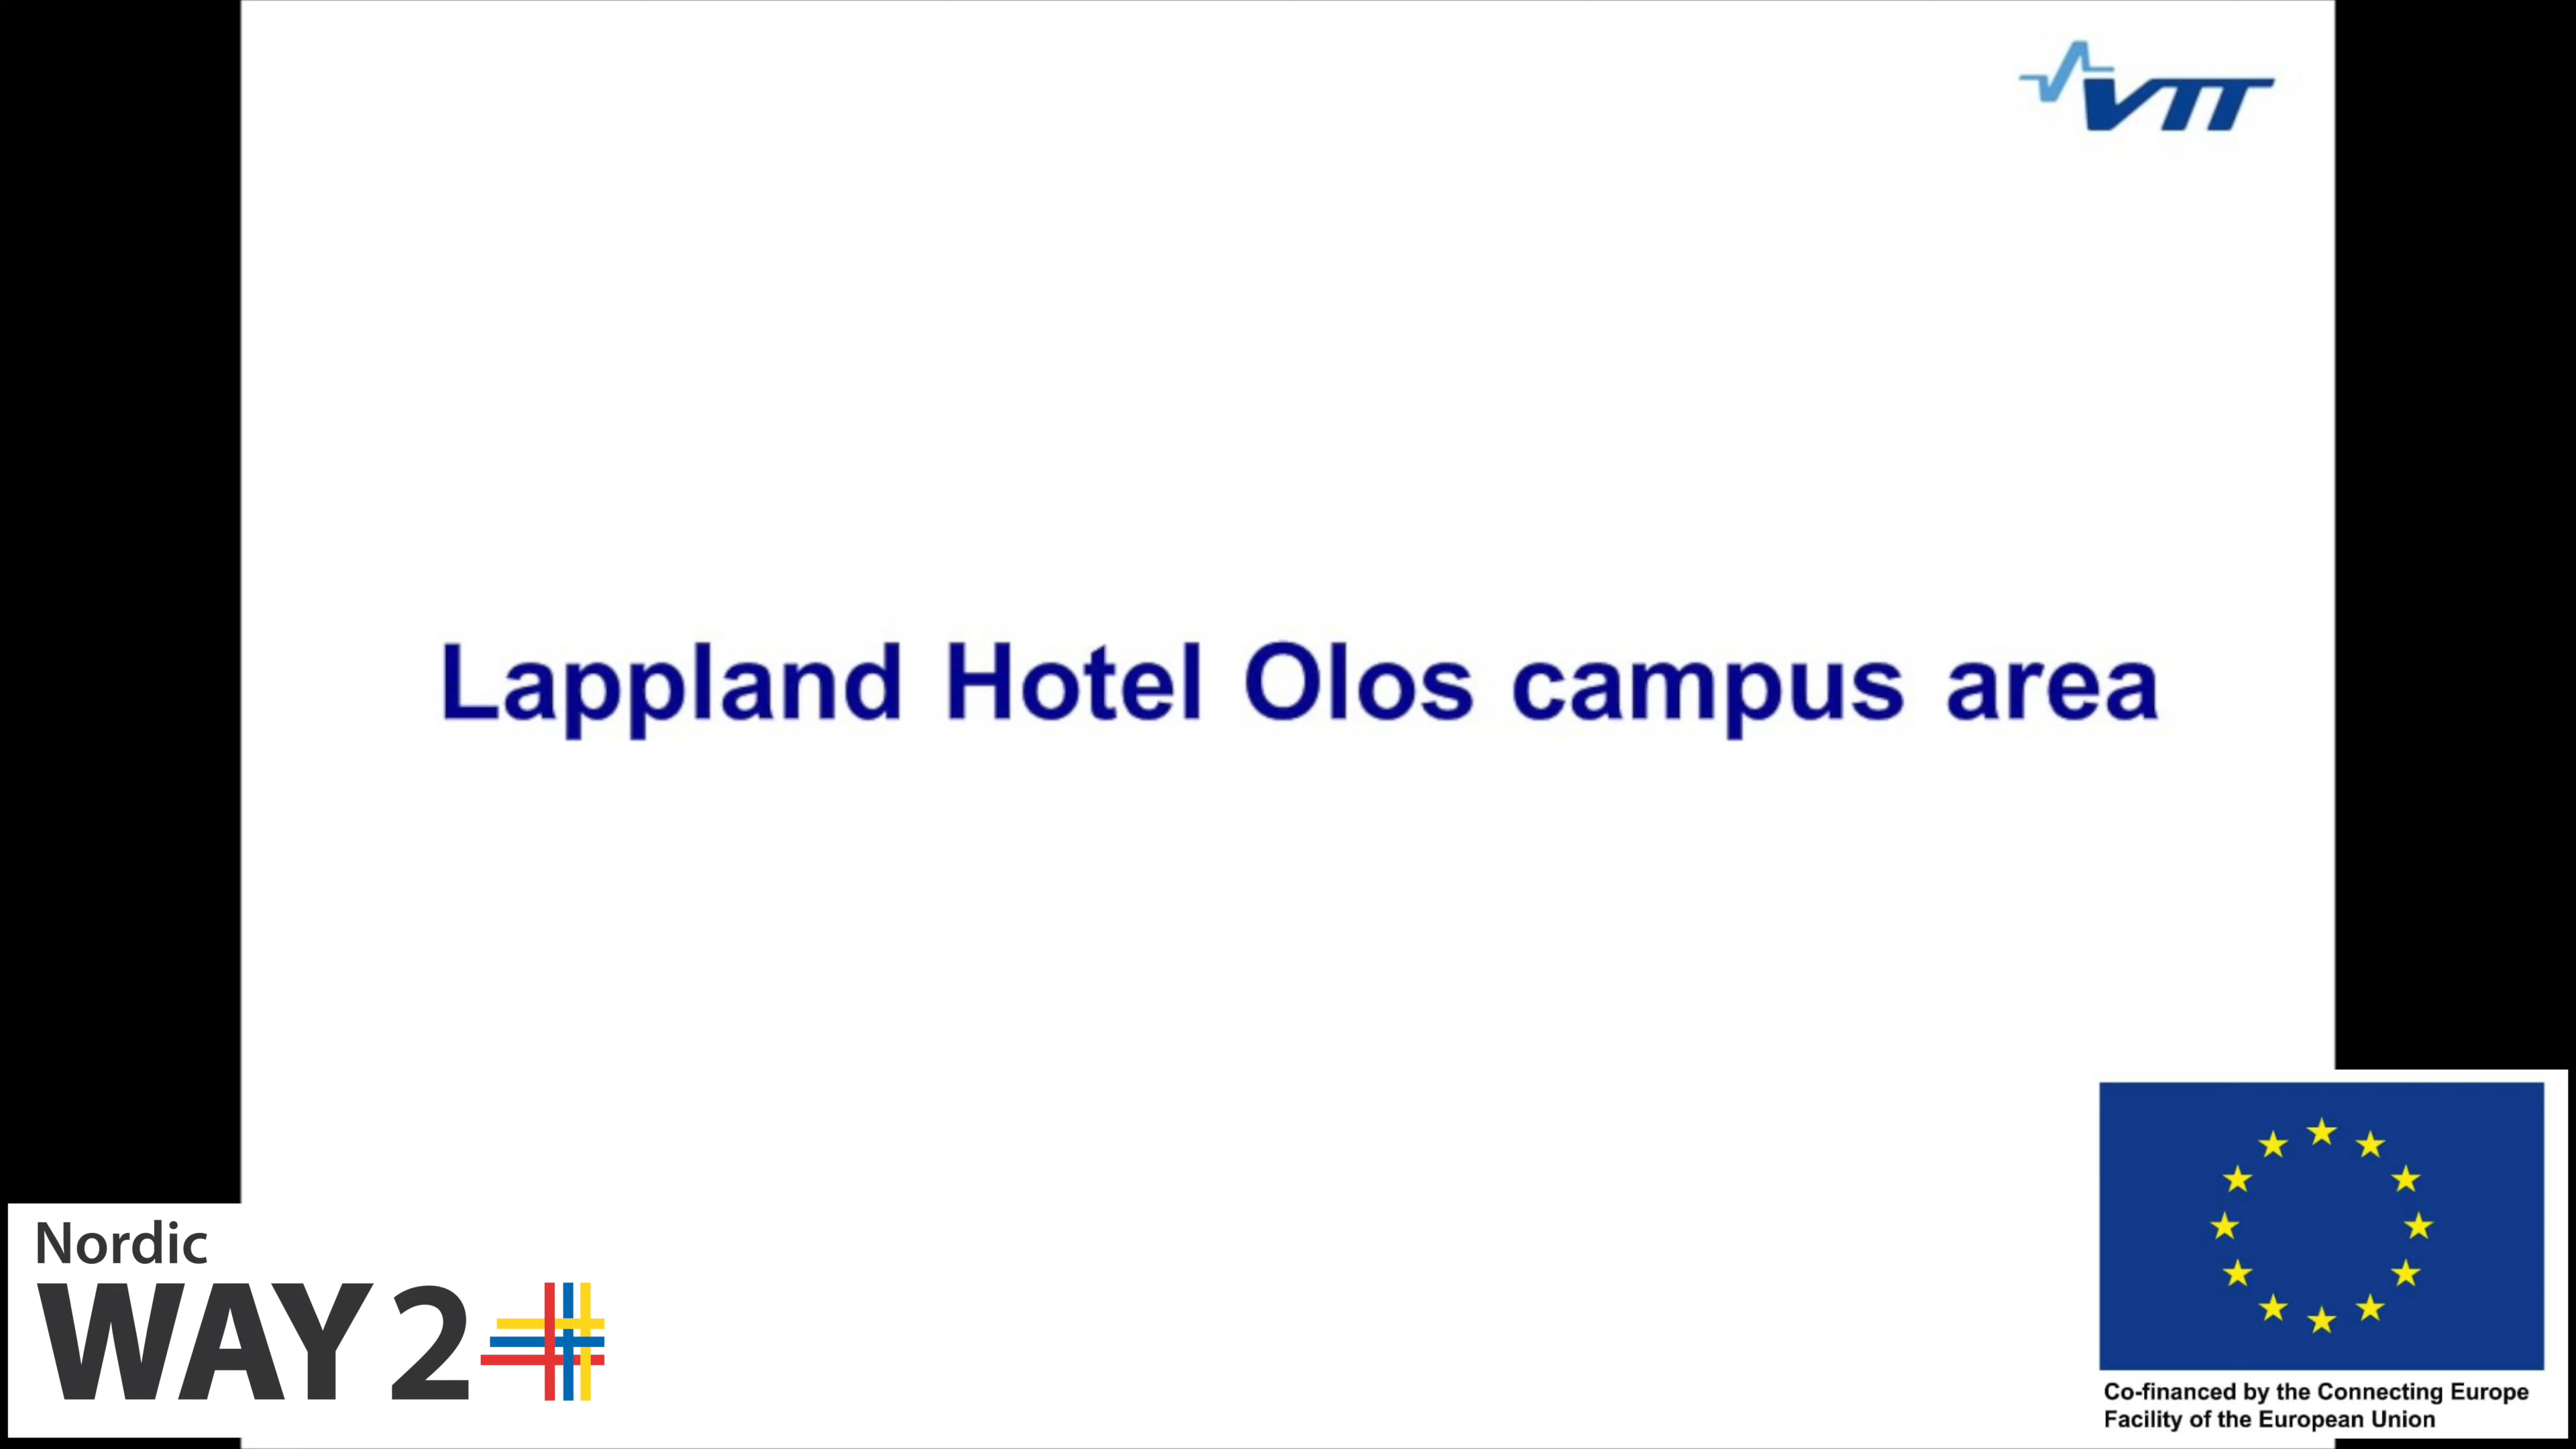 VTT
Lappland Hotel Olos campus area
Nordic
WAY 2
Co-financed by the Connecting Europe
Facility of the European Union